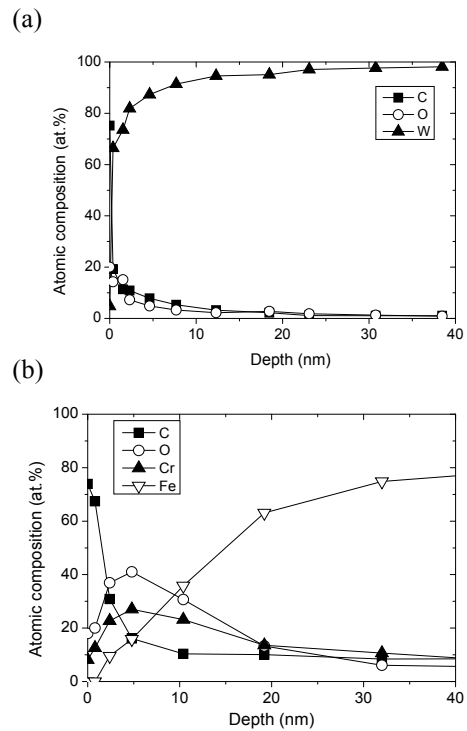 (a)
100
80
60
40
20
0
Atomic composition (at.%)
C
O
W
0 10 20 30 40
Depth (nm)
(b)
100
80
60
40
20
0
Atomic composition (at.%)
C
O
Cr
Fe
0 10 20 30 40
Depth (nm)